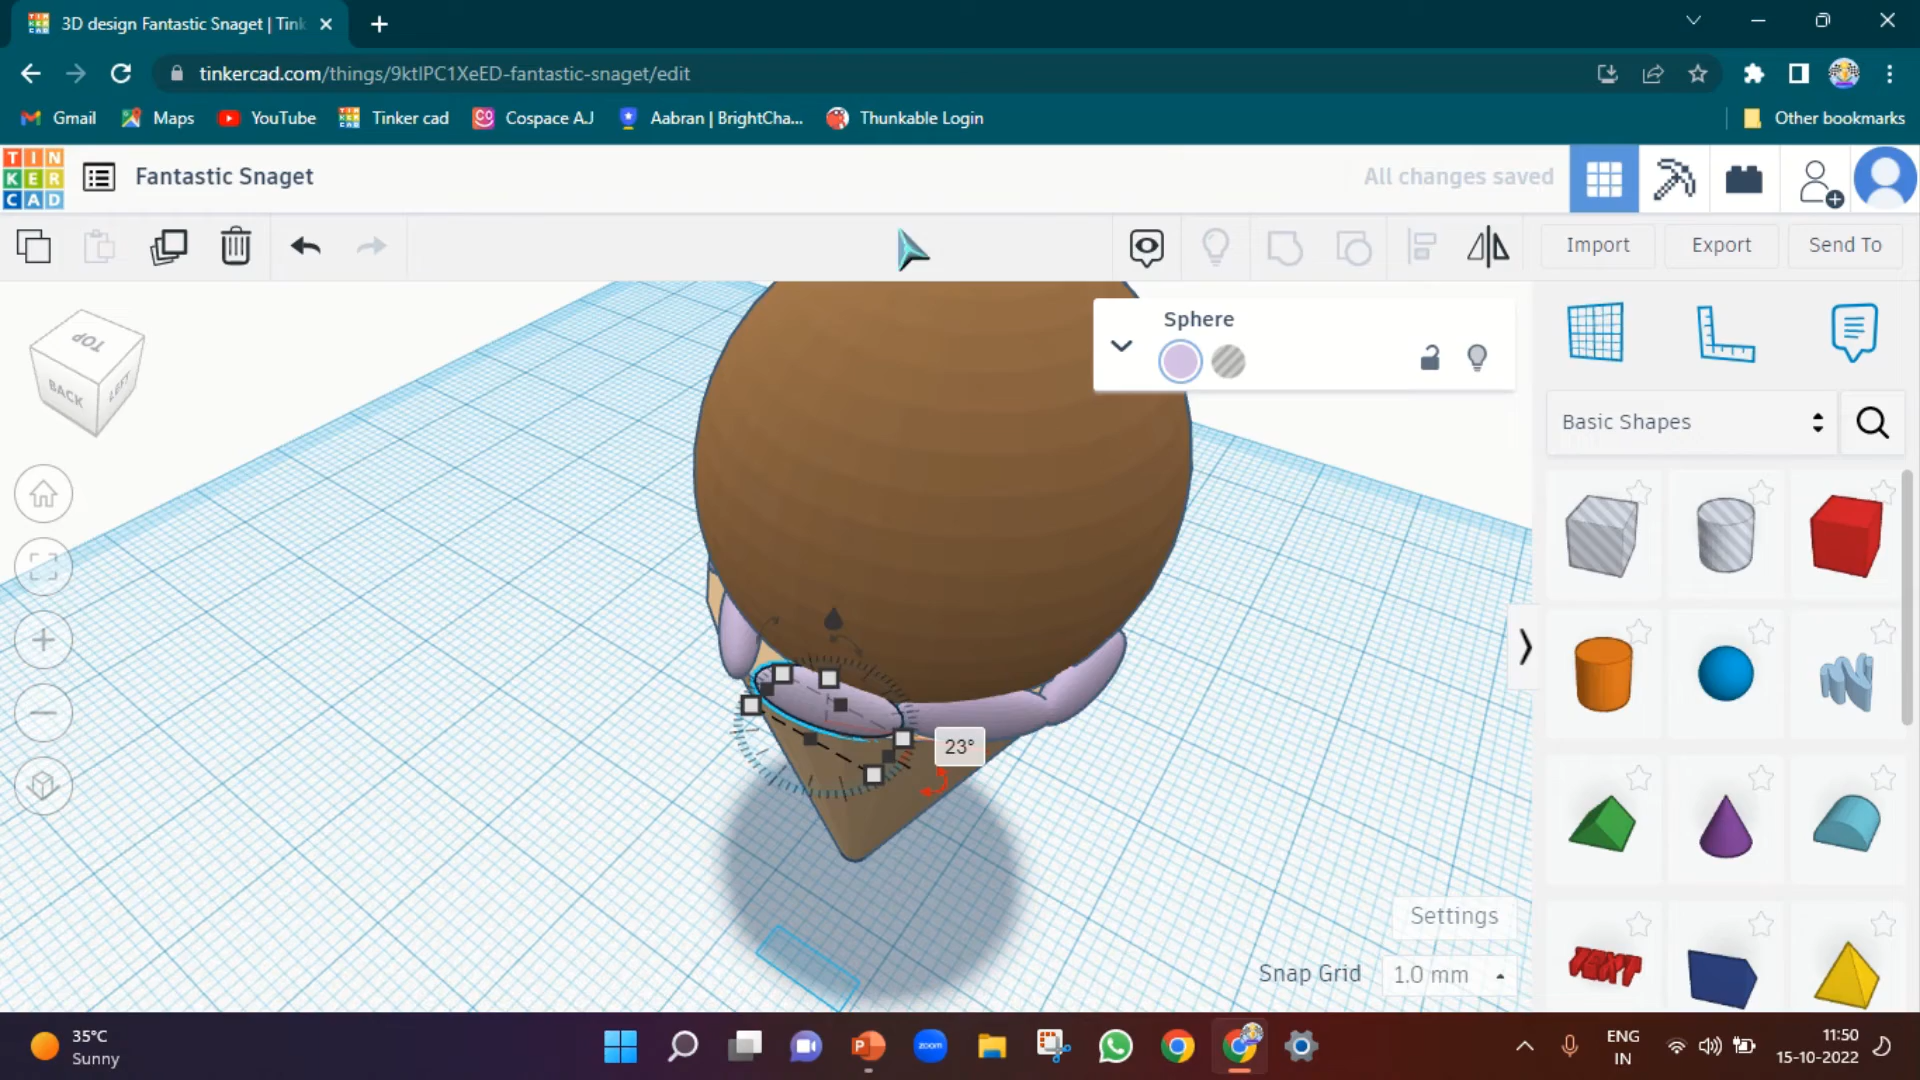 3D design Fantastic Snaget | Tink
tinkercad.com/things/9ktlPC1XeED-fantastic-snaget/edit
Gmail Maps YouTube Tinker cad Cospace AJ Aabran | BrightCha... Thunkable Login Other bookmarks
TIN
KER
CAD
Fantastic Snaget
All changes saved
Import Export Send To
Sphere
TOP
BACK LEFT
Basic Shapes
23°
Settings
Snap Grid 1.0 mm
TEXT
35°C
Sunny
zoom
ENG
IN
11:50
15-10-2022